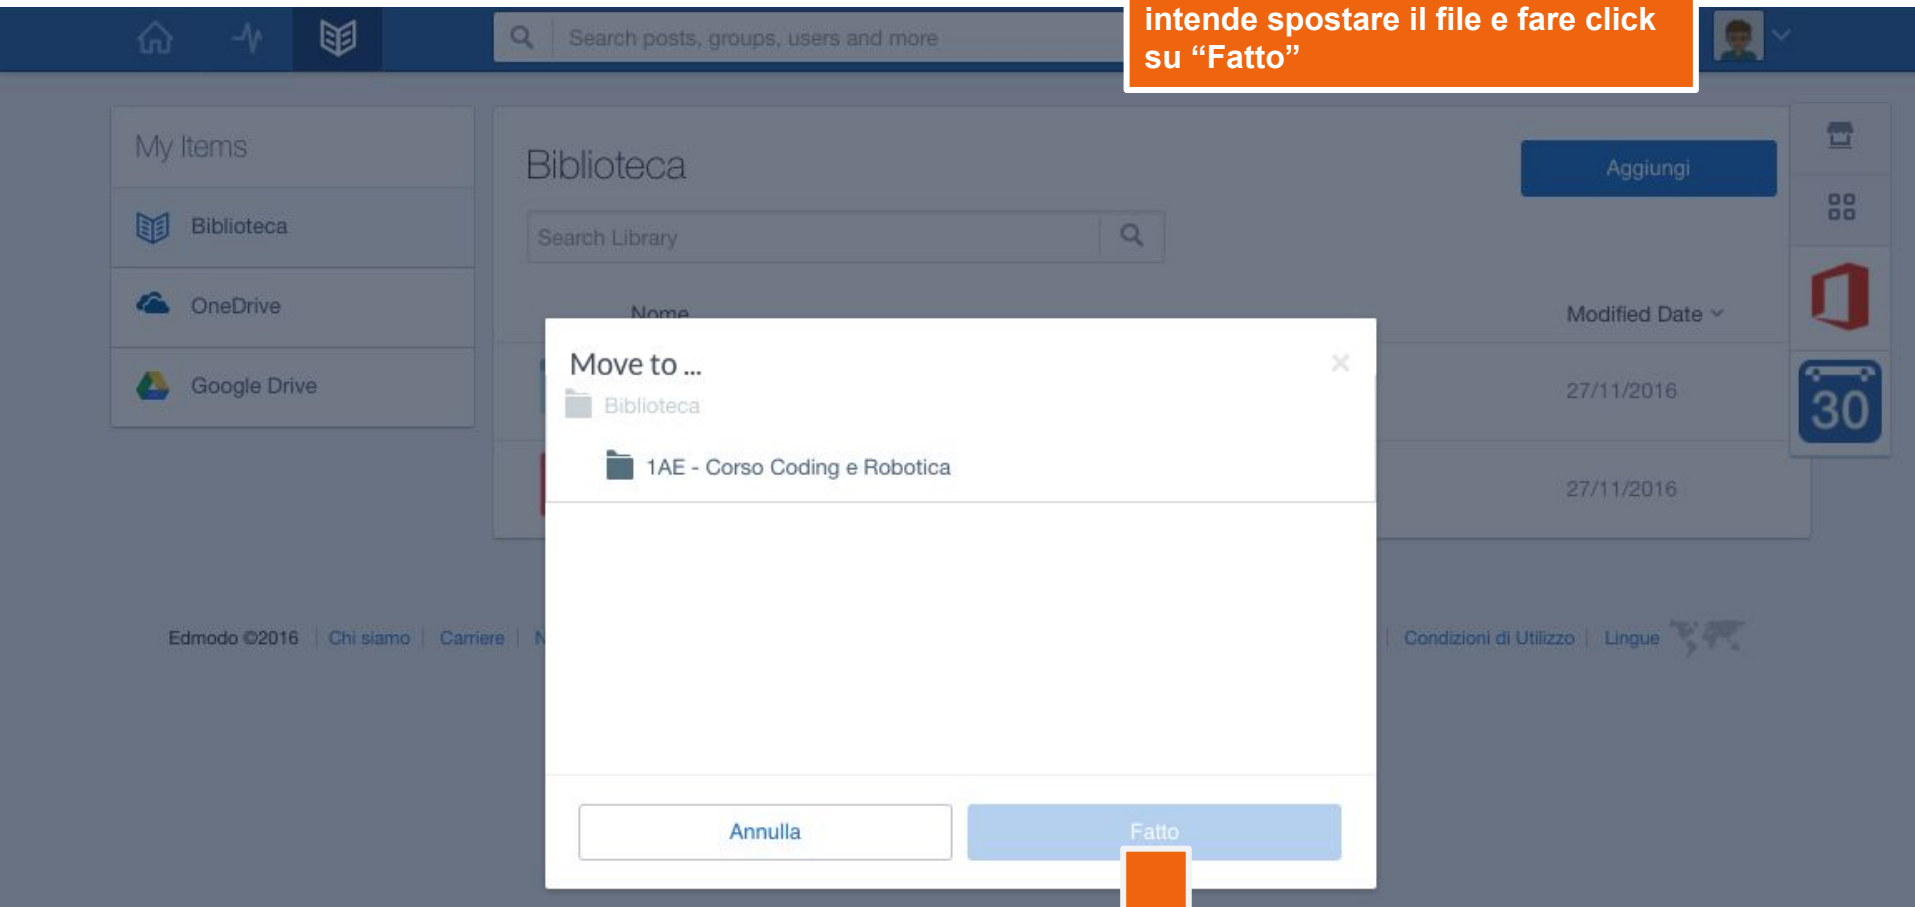 intende spostare il file e fare click
su “Fatto”
Search posts, groups, users and more
My Items
Biblioteca
OneDrive
Google Drive
Biblioteca
Aggiungi
Search Library
Nome
Modified Date
27/11/2016
27/11/2016
30
Move to ...
Biblioteca
1AE - Corso Coding e Robotica
Annulla
Fatto
Edmodo ©2016 | Chi siamo | Carriere | Condizioni di Utilizzo | Lingue